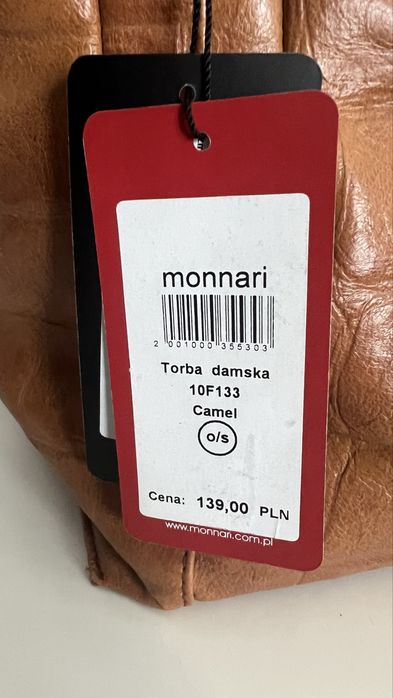 monnari
2 001000 355303
Torba damska
10F133
Camel
o/s
Cena: 139,00 PLN
www.monnari.com.pl